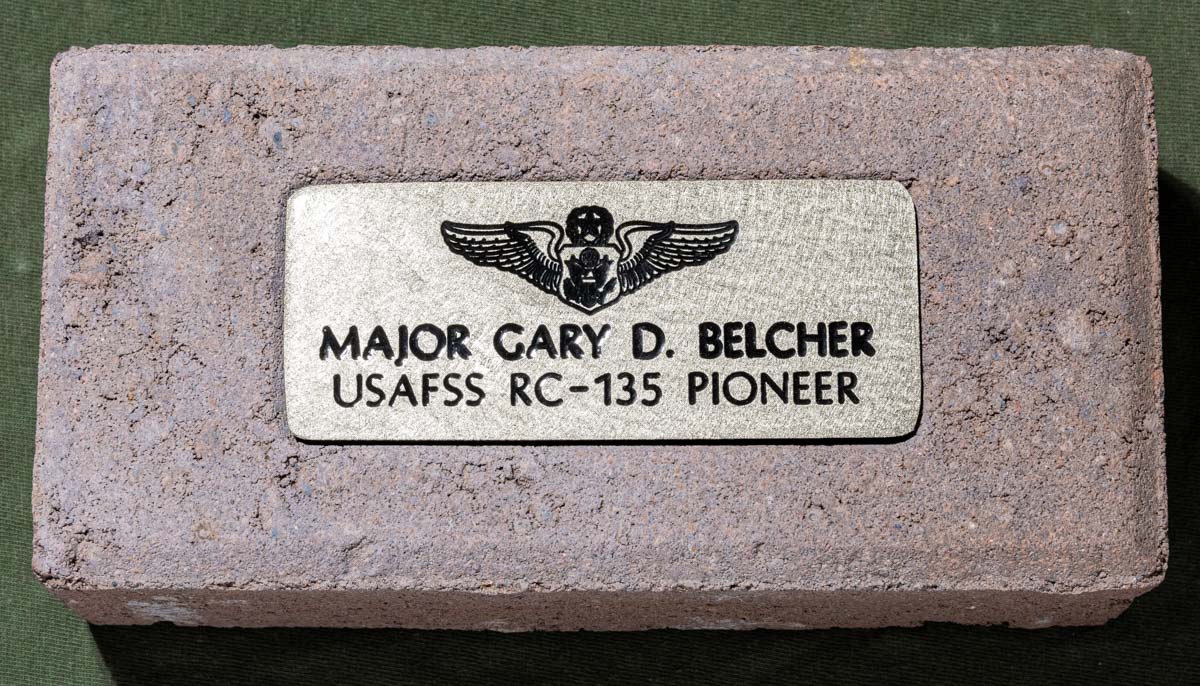 MAJOR GARY D. BELCHER
USAFSS RC-135 PIONEER